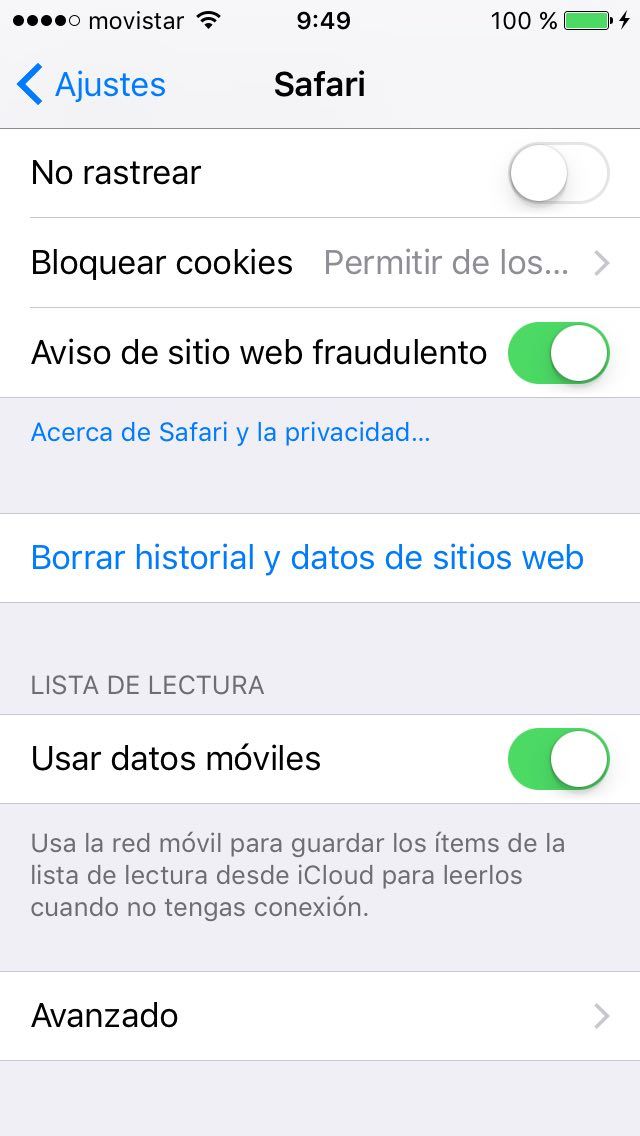 movistar 9:49 100 %
Ajustes Safari
No rastrear
Bloquear cookies Permitir de los...
Aviso de sitio web fraudulento
Acerca de Safari y la privacidad...
Borrar historial y datos de sitios web
LISTA DE LECTURA
Usar datos móviles
Usa la red móvil para guardar los ítems de la
lista de lectura desde iCloud para leerlos
cuando no tengas conexión.
Avanzado